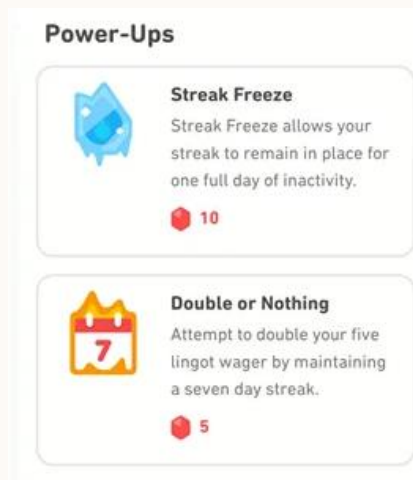 Power-Ups
Streak Freeze
Streak Freeze allows your
streak to remain in place for
one full day of inactivity.
10
Double or Nothing
7
Attempt to double your five
lingot wager by maintaining
a seven day streak.
5